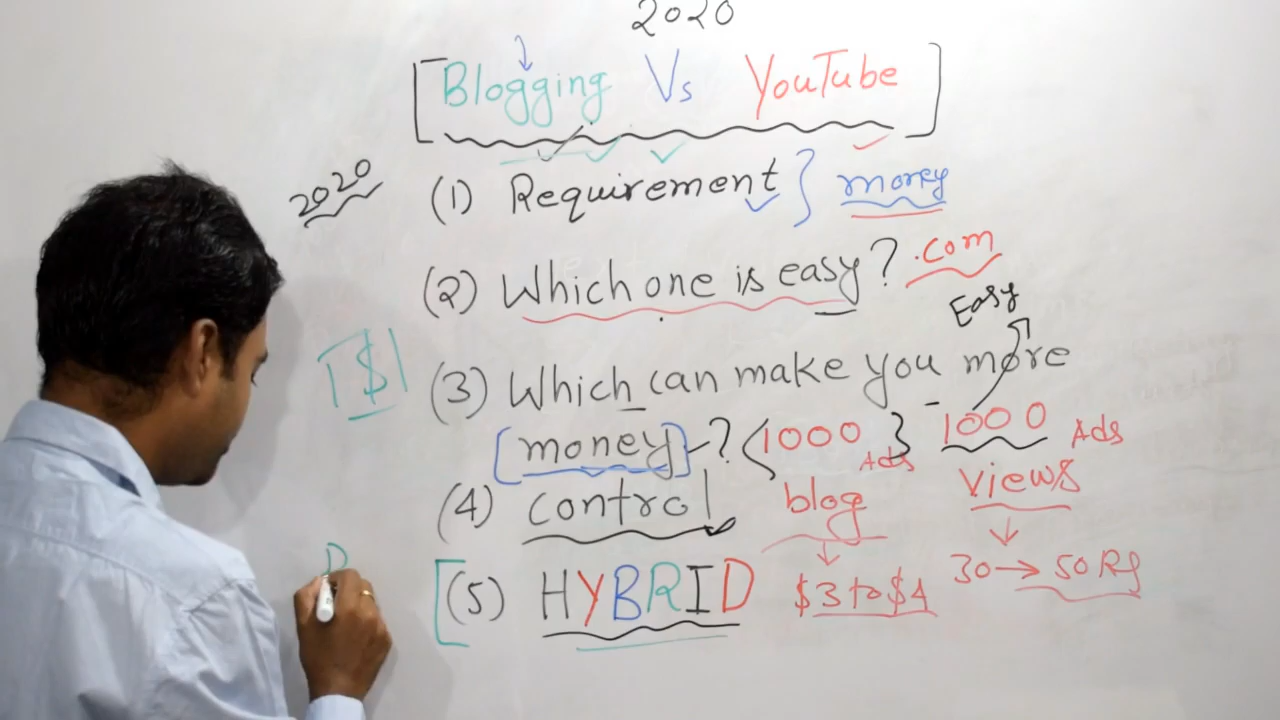 2020
[Blogging Vs YouTube]
2020
(1) Requirement } money
(2) Which one is easy? .com
Easy
$
(3) Which can make you more
[money]-? <1000 } 1000 Ads
Ads
(4) control blog views
[(5) HYBRID $3 to $4 30→50 Rs